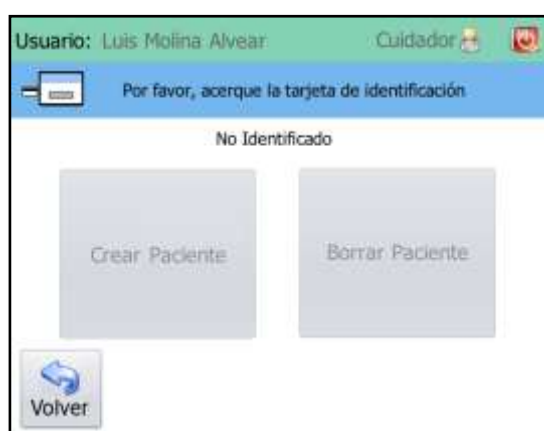 Usuario: Luis Molina Alvear Cuidador
Por favor, acerque la tarjeta de identificación
No Identificado
Crear Paciente Borrar Paciente
Volver